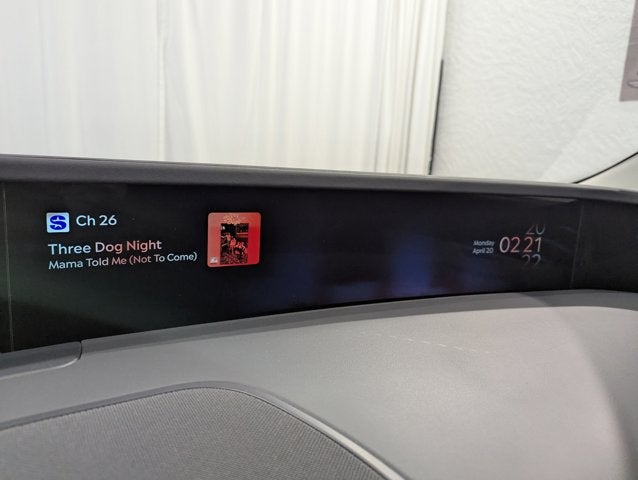 Ch 26
Three Dog Night
Mama Told Me (Not To Come)
Monday
April 20
20
02 21
22